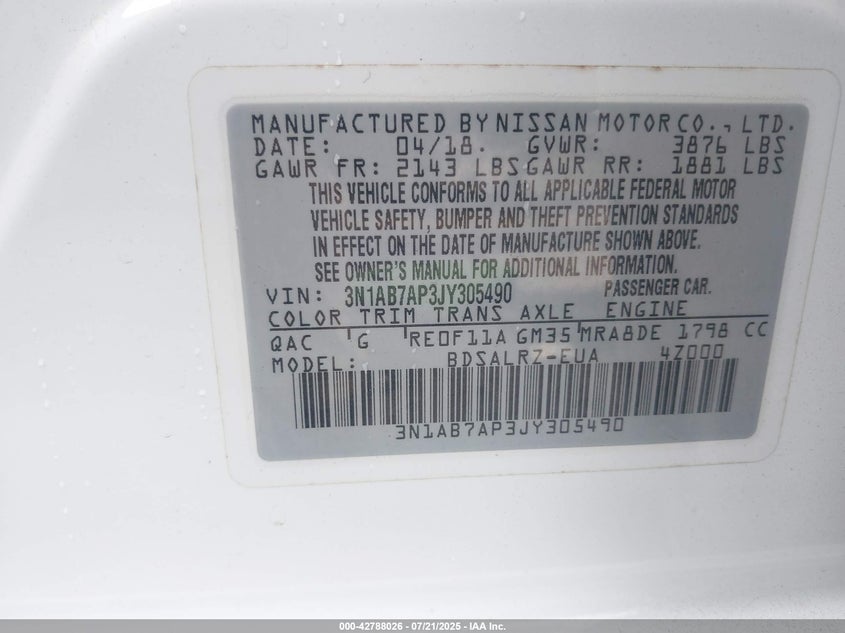 MANUFACTURED BY NISSAN MOTOR CO., LTD.
DATE: 04/18. GVWR: 3876 LBS
GAWR FR: 2143 LBS GAWR RR: 1881 LBS
THIS VEHICLE CONFORMS TO ALL APPLICABLE FEDERAL MOTOR
VEHICLE SAFETY, BUMPER AND THEFT PREVENTION STANDARDS
IN EFFECT ON THE DATE OF MANUFACTURE SHOWN ABOVE.
SEE OWNER'S MANUAL FOR ADDITIONAL INFORMATION.
VIN: 3N1AB7AP3JY305490 PASSENGER CAR.
COLOR TRIM TRANS AXLE ENGINE
QAC G RE0F11A GM35 MRA8DE 1798 CC
MODEL: BDSALRZ-EUA 4Z000
3N1AB7AP3JY305490
000-42788026 - 07/21/2025 - IAA Inc.